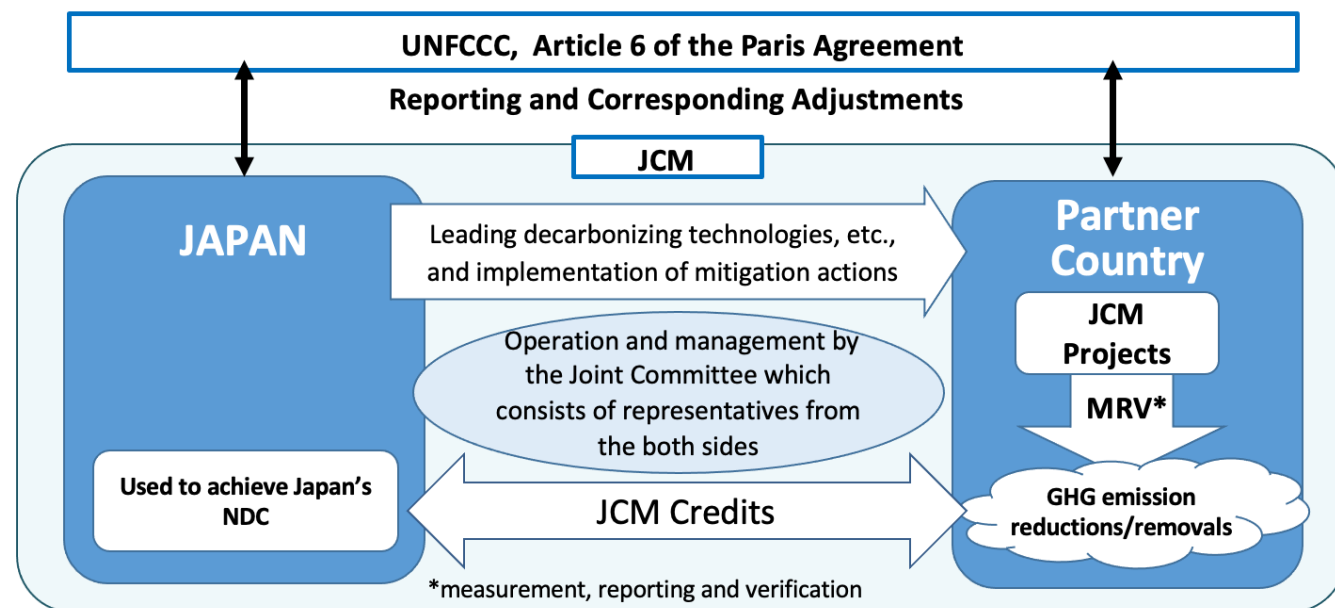 UNFCCC, Article 6 of the Paris Agreement
Reporting and Corresponding Adjustments
JCM
JAPAN
Leading decarbonizing technologies, etc.,
and implementation of mitigation actions
Partner
Country
JCM
Projects
MRV*
Operation and management by
the Joint Committee which
consists of representatives from
the both sides
Used to achieve Japan's
NDC
JCM Credits
GHG emission
reductions/removals
*measurement, reporting and verification